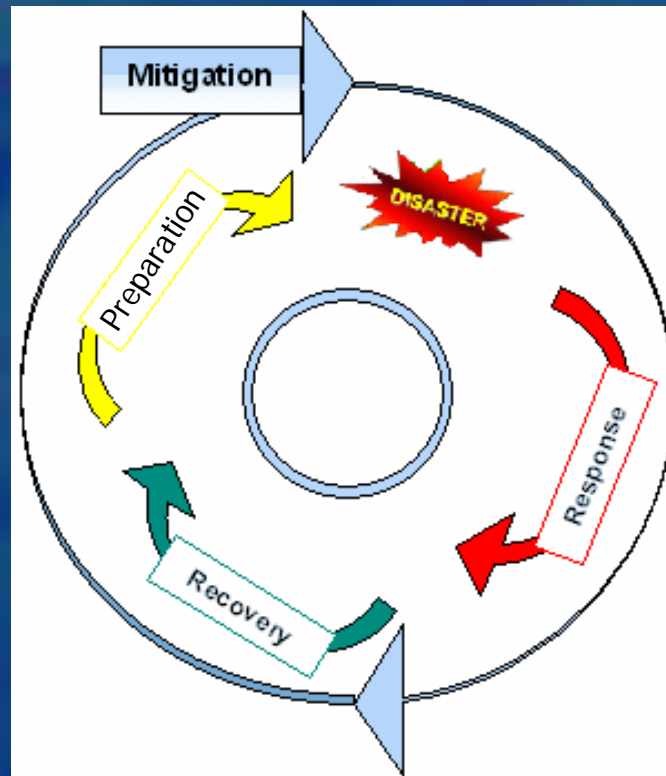 Mitigation
DISASTER
Preparation
Response
Recovery